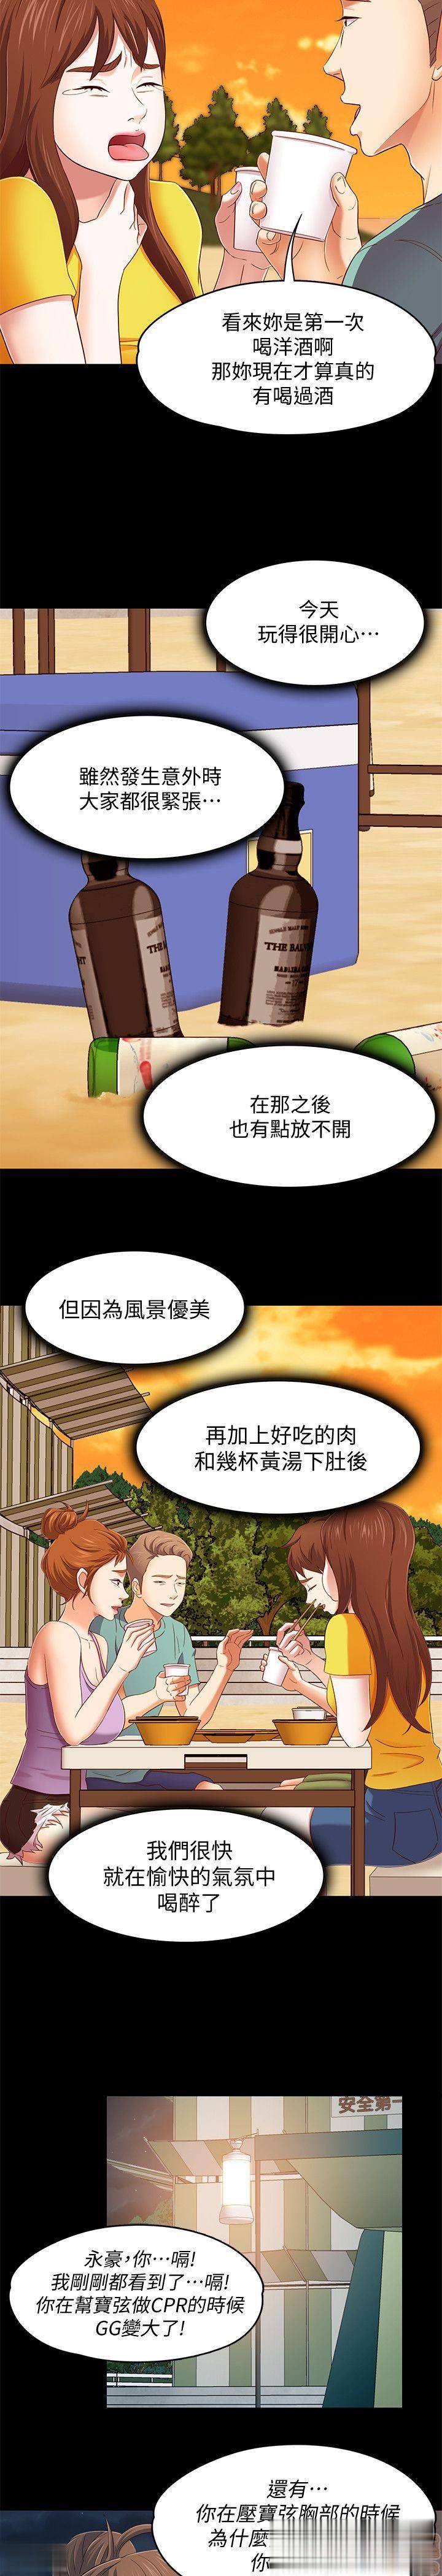 看來妳是第一次
喝洋酒啊
那妳現在才算真的
有喝過酒
今天
玩得很開心…
雖然發生意外時
大家都很緊張…
SINGLE MALT
THE BALV
在那之後
也有點放不開
但因為風景優美
再加上好吃的肉
和幾杯黃湯下肚後
我們很快
就在愉快的氣氛中
喝醉了
安全第一
永豪，你…嗝!
我剛剛都看到了…嗝!
你在幫寶弦做CPR的時候
GG變大了!
還有…
你在壓寶弦胸部的時候
為什麼
你